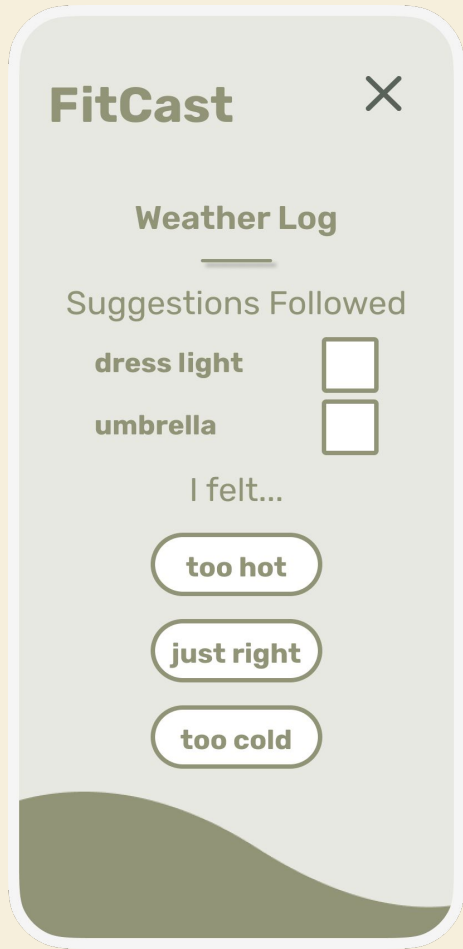 FitCast
Weather Log
Suggestions Followed
dress light
umbrella
I felt...
too hot
just right
too cold